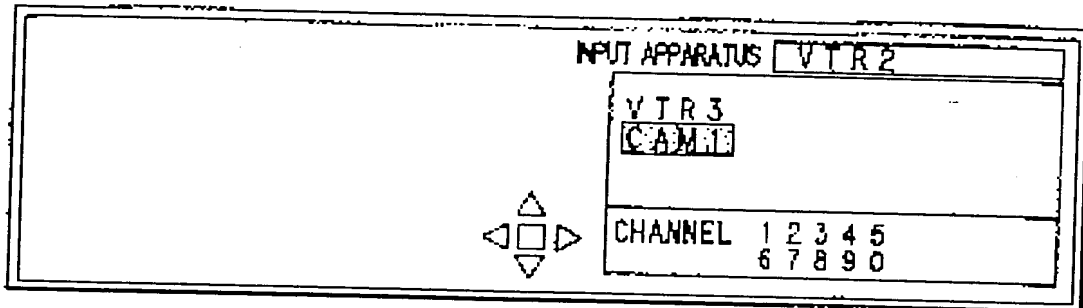 INPUT APPARATUS VTR2
VTR3
CAM1
CHANNEL 1 2 3 4 5
6 7 8 9 0